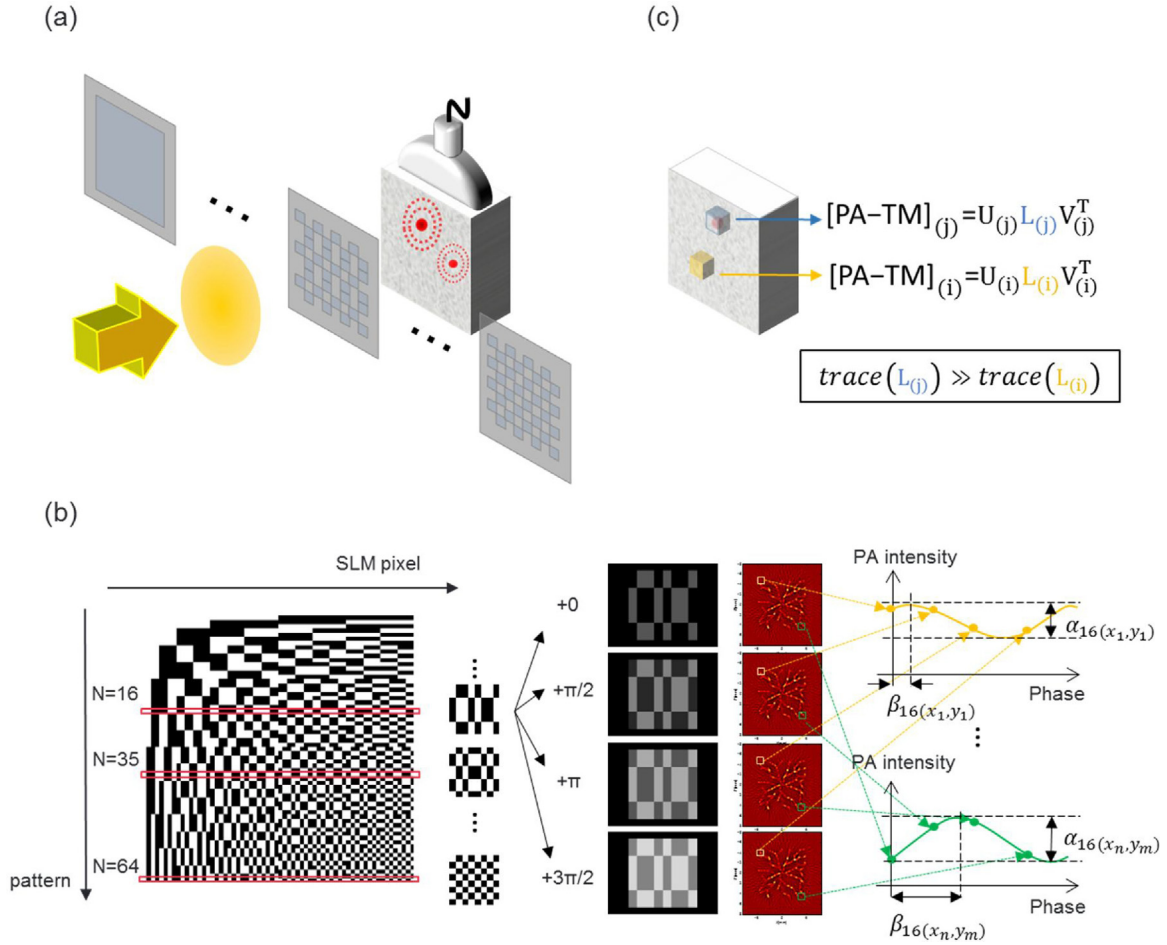 (a)
(c)
[PA−TM](j)=U(j)L(j)V(j)^T
[PA−TM](i)=U(i)L(i)V(i)^T
trace(L(j)) ≫ trace(L(i))
(b)
SLM pixel
N=16
N=35
N=64
pattern
+0
+π/2
+π
+3π/2
PA intensity
α16(x1,y1)
Phase
β16(x1,y1)
PA intensity
α16(xn,ym)
Phase
β16(xn,ym)